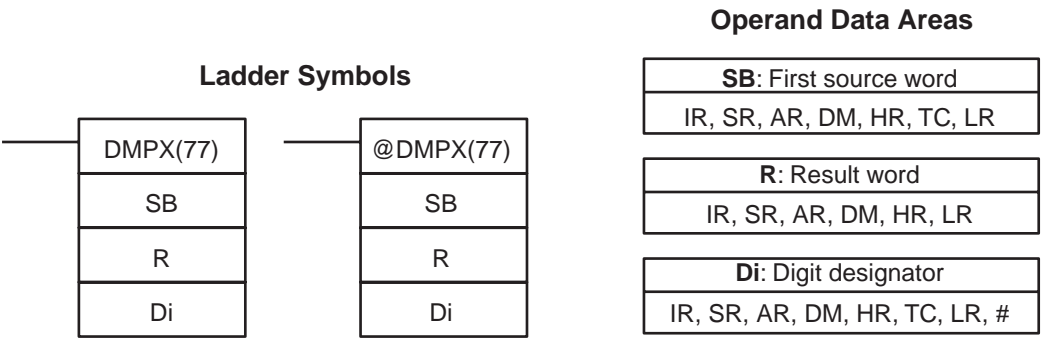 Ladder Symbols
DMPX(77)
SB
R
Di
@DMPX(77)
SB
R
Di
Operand Data Areas
SB: First source word
IR, SR, AR, DM, HR, TC, LR
R: Result word
IR, SR, AR, DM, HR, LR
Di: Digit designator
IR, SR, AR, DM, HR, TC, LR, #